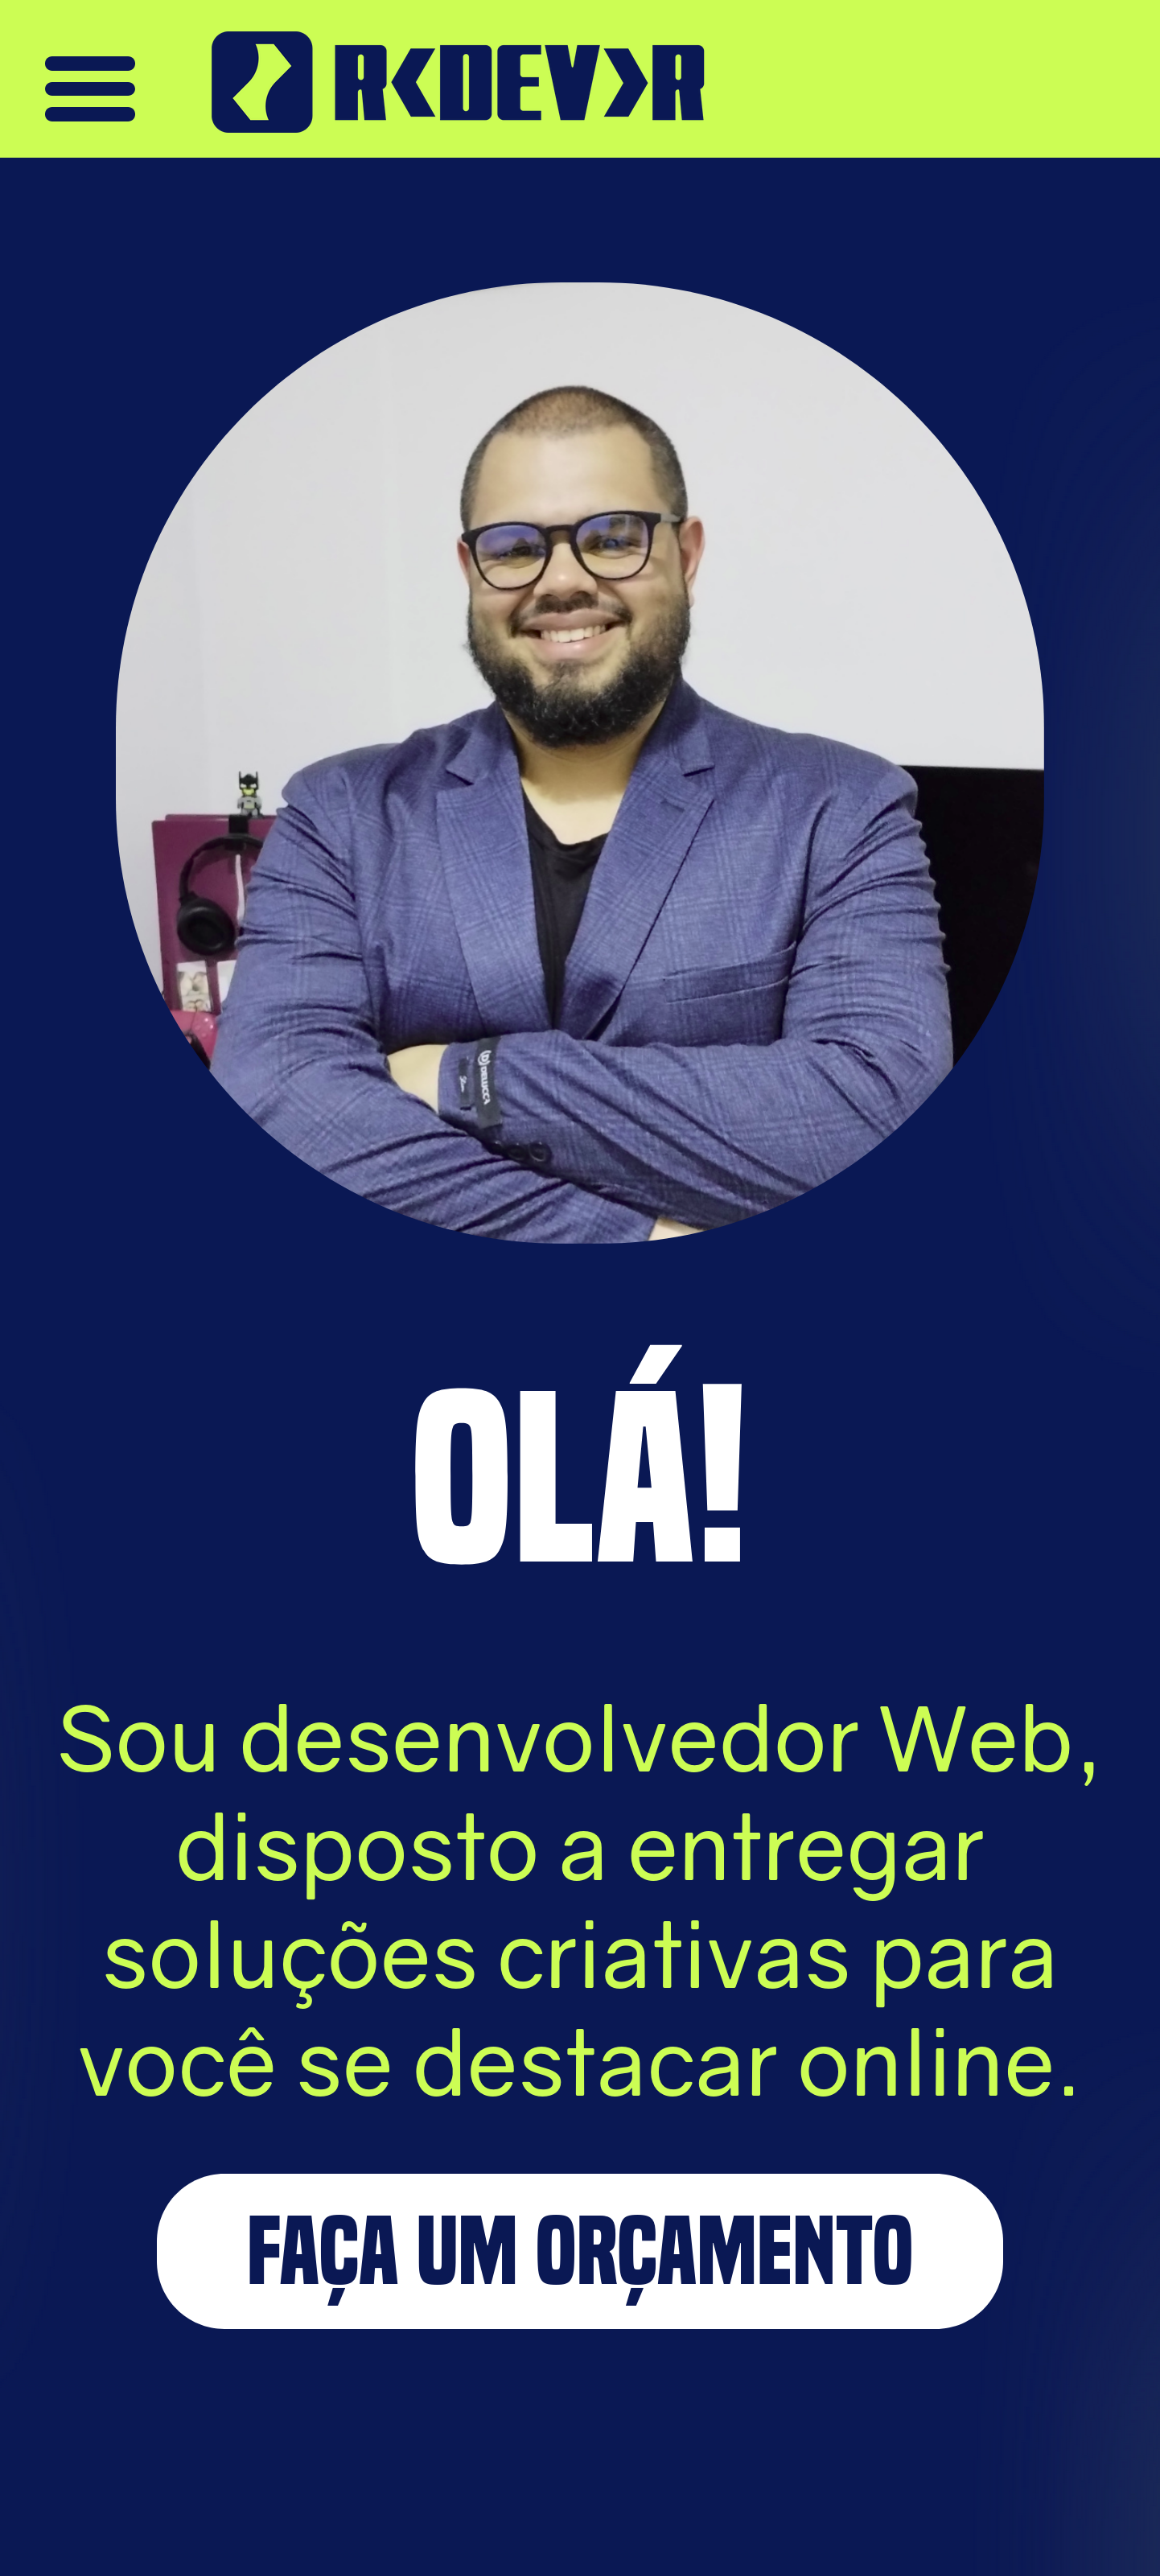 R<DEV>R
OLÁ!
Sou desenvolvedor Web,
disposto a entregar
soluções criativas para
você se destacar online.
FAÇA UM ORÇAMENTO